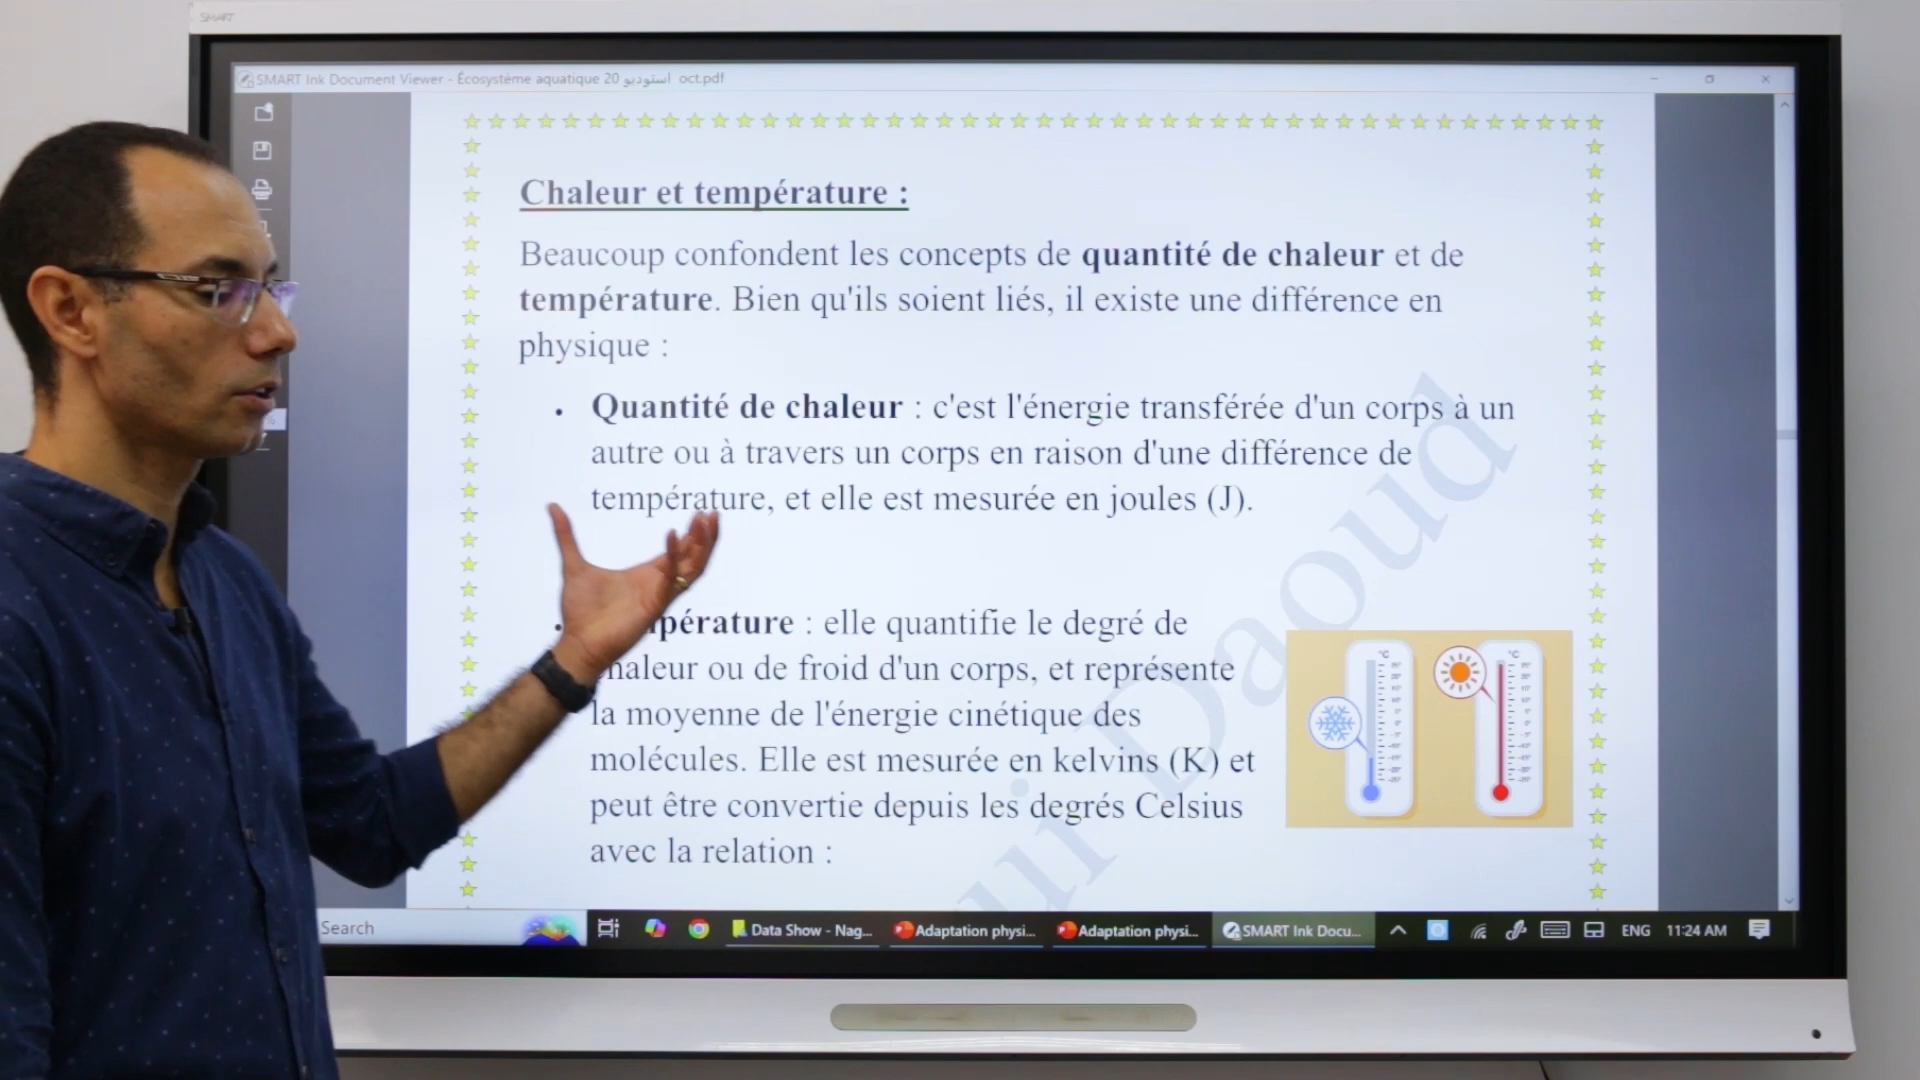 SMART
SMART Ink Document Viewer - Écosystème aquatique 20 استوديو oct.pdf
Chaleur et température :
Beaucoup confondent les concepts de quantité de chaleur et de
température. Bien qu'ils soient liés, il existe une différence en
physique :
• Quantité de chaleur : c'est l'énergie transférée d'un corps à un
autre ou à travers un corps en raison d'une différence de
température, et elle est mesurée en joules (J).
• pérature : elle quantifie le degré de
haleur ou de froid d'un corps, et représente
la moyenne de l'énergie cinétique des
molécules. Elle est mesurée en kelvins (K) et
peut être convertie depuis les degrés Celsius
avec la relation :
°C
°C
ui Daoud
Search
Data Show - Nag...
Adaptation physi...
Adaptation physi...
SMART Ink Docu...
ENG
11:24 AM